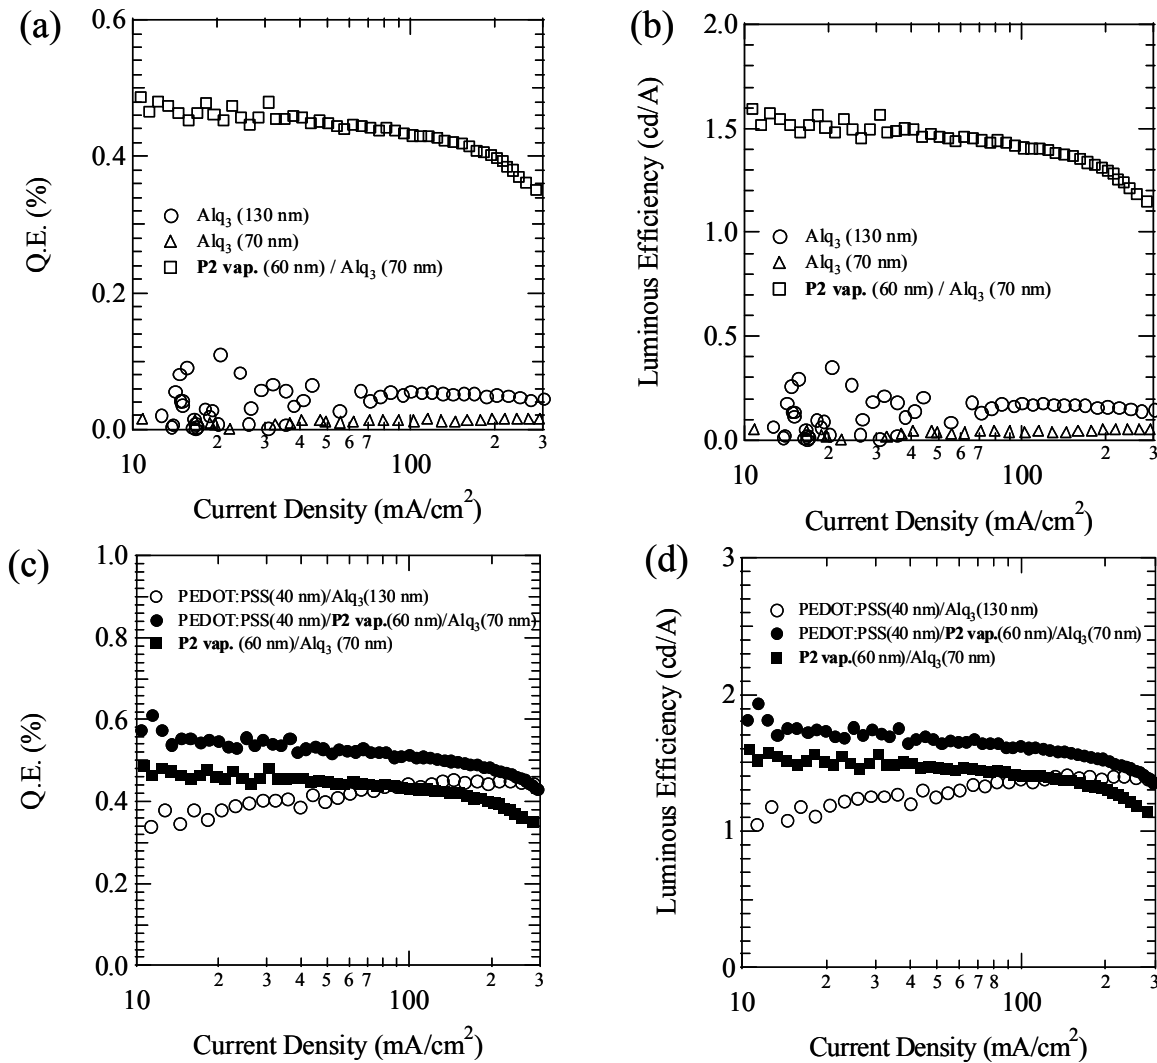 (a)
0.6
0.4
0.2
0.0
Q.E. (%)
Alq3 (130 nm)
Alq3 (70 nm)
P2 vap. (60 nm) / Alq3 (70 nm)
2 3 4 5 6 7 2 3
10 100
Current Density (mA/cm2)
(b)
2.0
1.5
1.0
0.5
0.0
Luminous Efficiency (cd/A)
Alq3 (130 nm)
Alq3 (70 nm)
P2 vap. (60 nm) / Alq3 (70 nm)
2 3 4 5 6 7 2 3
10 100
Current Density (mA/cm2)
(c)
1.0
0.8
0.6
0.4
0.2
0.0
Q.E. (%)
PEDOT:PSS(40 nm)/Alq3(130 nm)
PEDOT:PSS(40 nm)/P2 vap.(60 nm)/Alq3(70 nm)
P2 vap. (60 nm)/Alq3 (70 nm)
2 3 4 5 6 7 2 3
10 100
Current Density (mA/cm2)
(d)
3
2
1
0
Luminous Efficiency (cd/A)
PEDOT:PSS(40 nm)/Alq3(130 nm)
PEDOT:PSS(40 nm)/P2 vap.(60 nm)/Alq3(70 nm)
P2 vap.(60 nm)/Alq3(70 nm)
2 3 4 5 6 7 8 2 3
10 100
Current Density (mA/cm2)